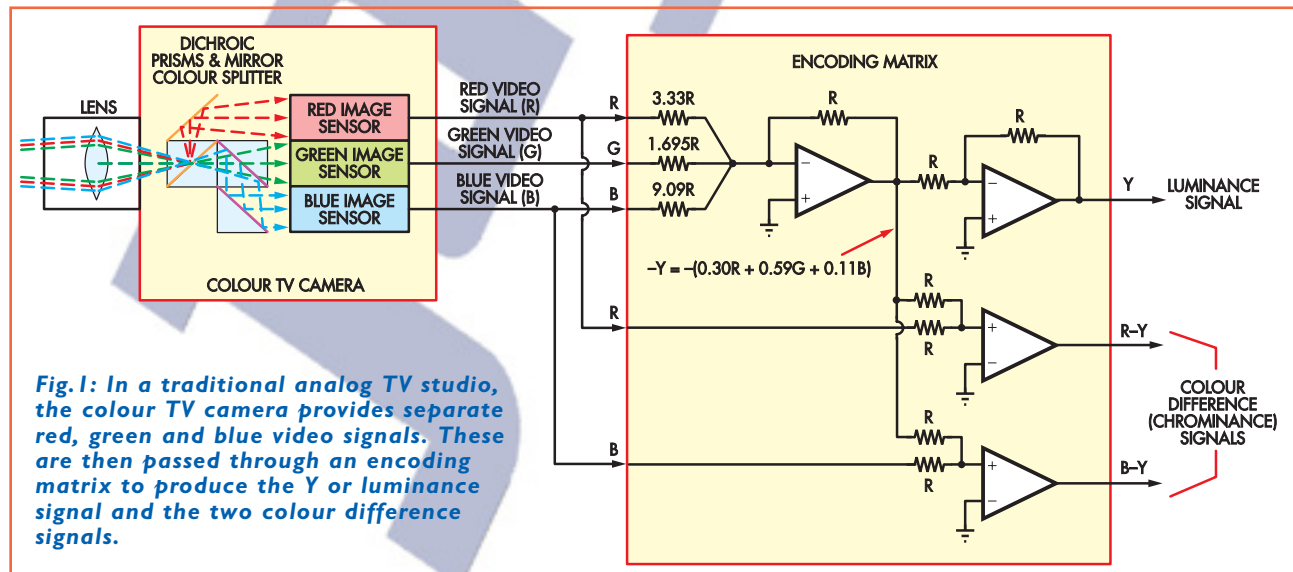 DICHROIC
PRISMS & MIRROR
COLOUR SPLITTER
LENS
RED IMAGE
SENSOR
GREEN IMAGE
SENSOR
BLUE IMAGE
SENSOR
COLOUR TV CAMERA
RED VIDEO
SIGNAL (R)
GREEN VIDEO
SIGNAL (G)
BLUE VIDEO
SIGNAL (B)
ENCODING MATRIX
R
3.33R
G
1.695R
B
9.09R
R
–
+
R
R
–
+
Y
LUMINANCE
SIGNAL
–Y = –(0.30R + 0.59G + 0.11B)
R
R
R
+
–
R–Y
B
R
R
+
–
B–Y
COLOUR
DIFFERENCE
(CHROMINANCE)
SIGNALS
Fig.1: In a traditional analog TV studio,
the colour TV camera provides separate
red, green and blue video signals. These
are then passed through an encoding
matrix to produce the Y or luminance
signal and the two colour difference
signals.